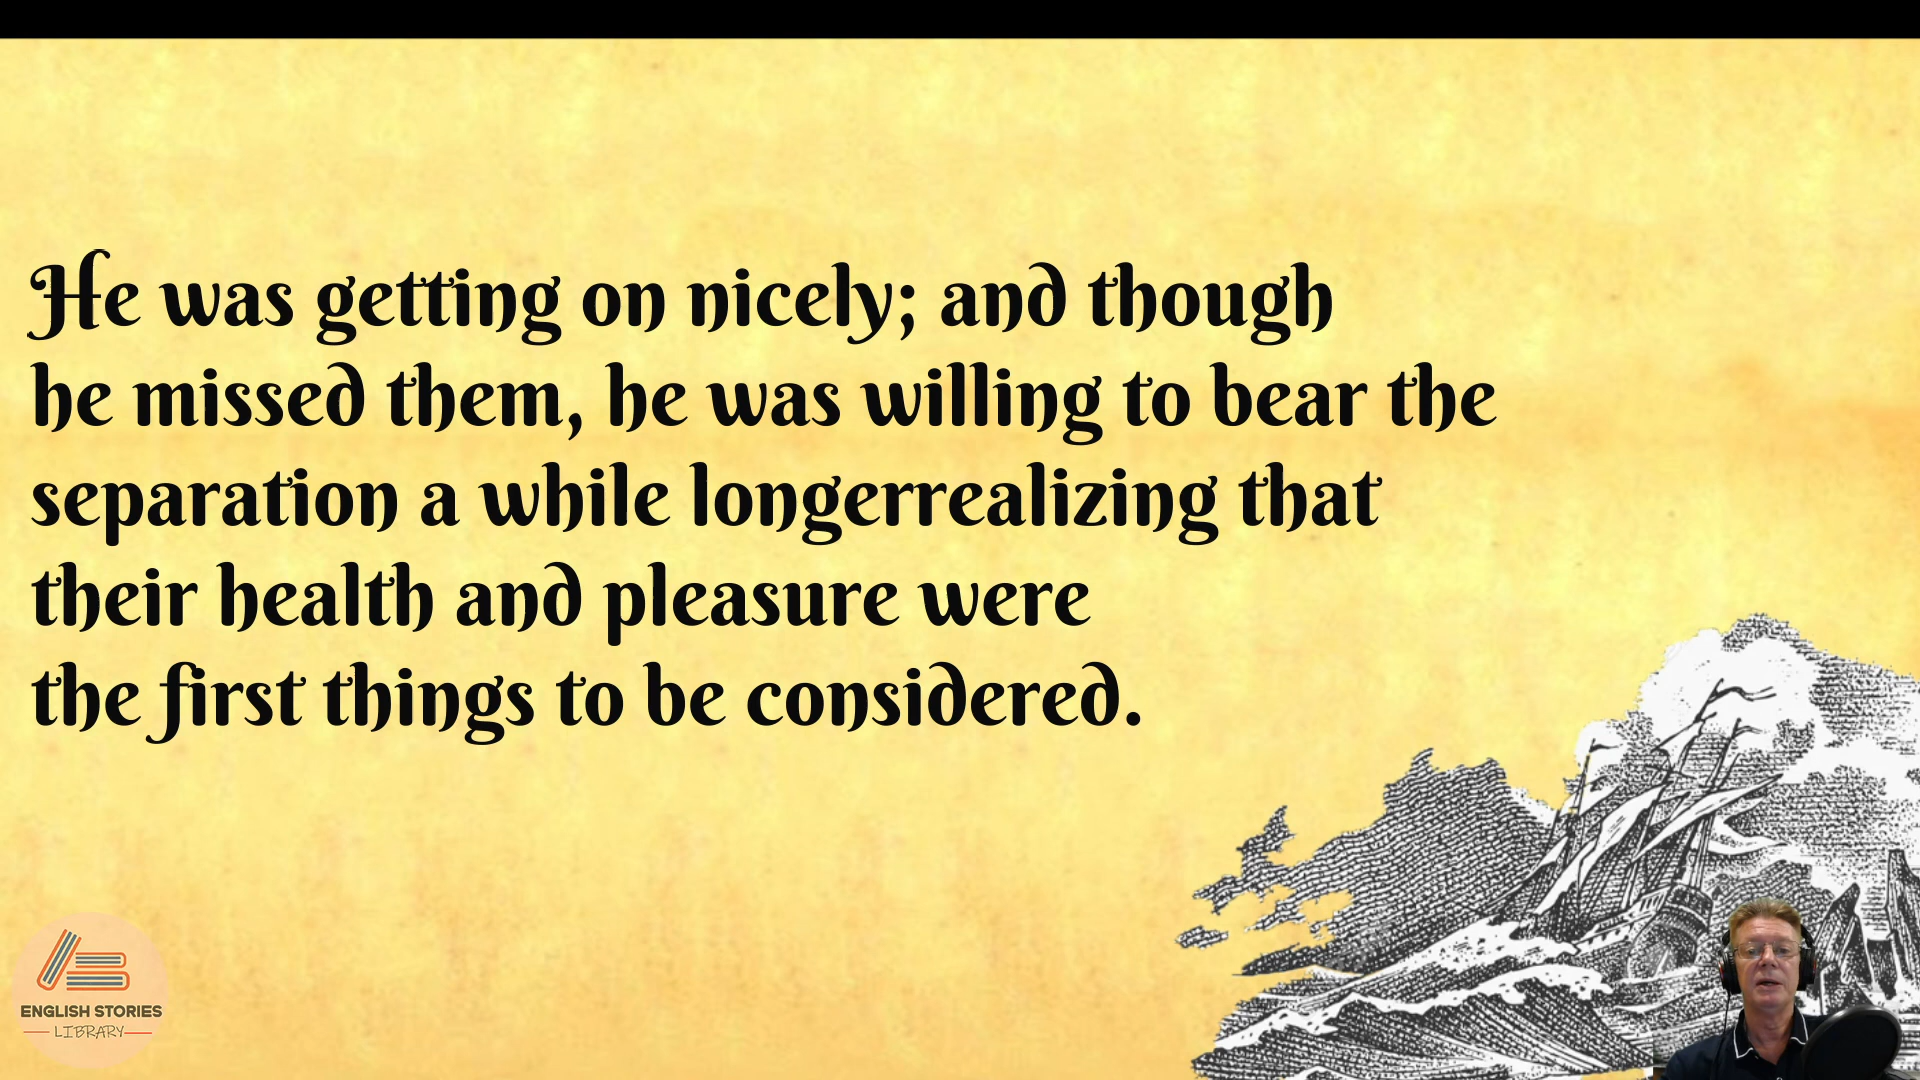 He was getting on nicely; and though
he missed them, he was willing to bear the
separation a while longerrealizing that
their health and pleasure were
the first things to be considered.
ENGLISH STORIES
LIBRARY